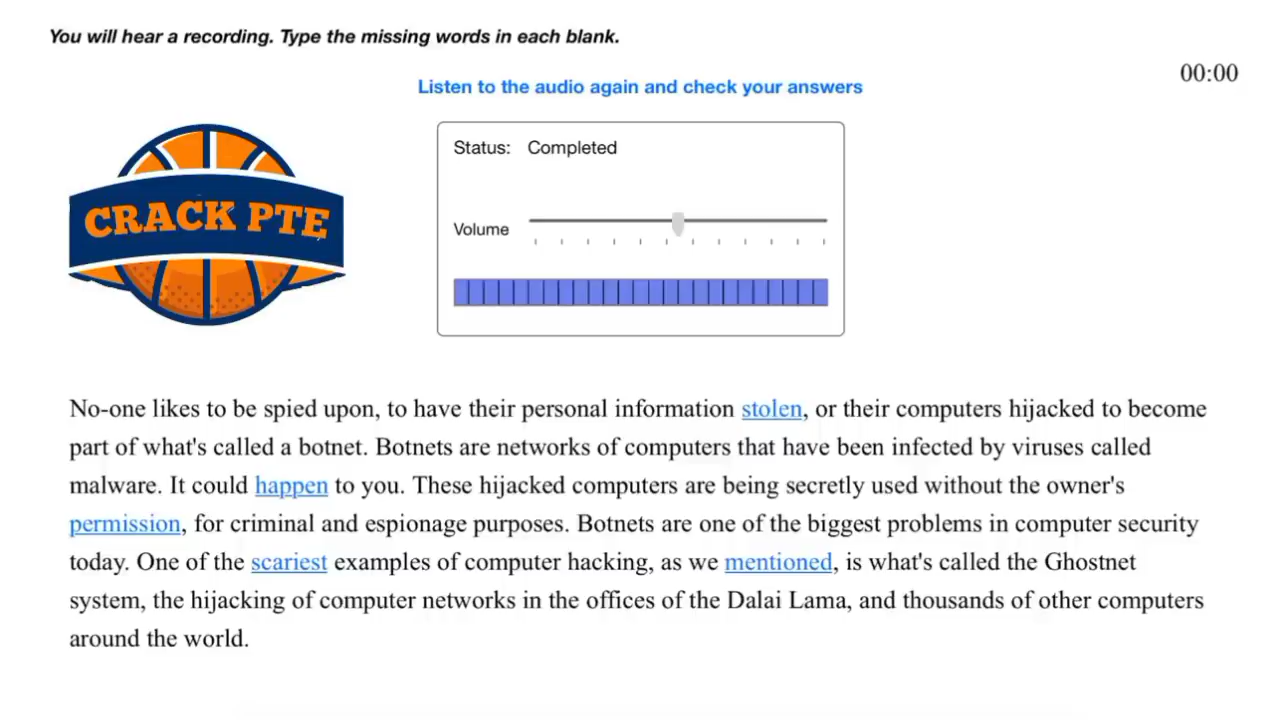 You will hear a recording. Type the missing words in each blank.
00:00
Listen to the audio again and check your answers
CRACK PTE
Status: Completed
Volume
No-one likes to be spied upon, to have their personal information stolen, or their computers hijacked to become
part of what's called a botnet. Botnets are networks of computers that have been infected by viruses called
malware. It could happen to you. These hijacked computers are being secretly used without the owner's
permission, for criminal and espionage purposes. Botnets are one of the biggest problems in computer security
today. One of the scariest examples of computer hacking, as we mentioned, is what's called the Ghostnet
system, the hijacking of computer networks in the offices of the Dalai Lama, and thousands of other computers
around the world.